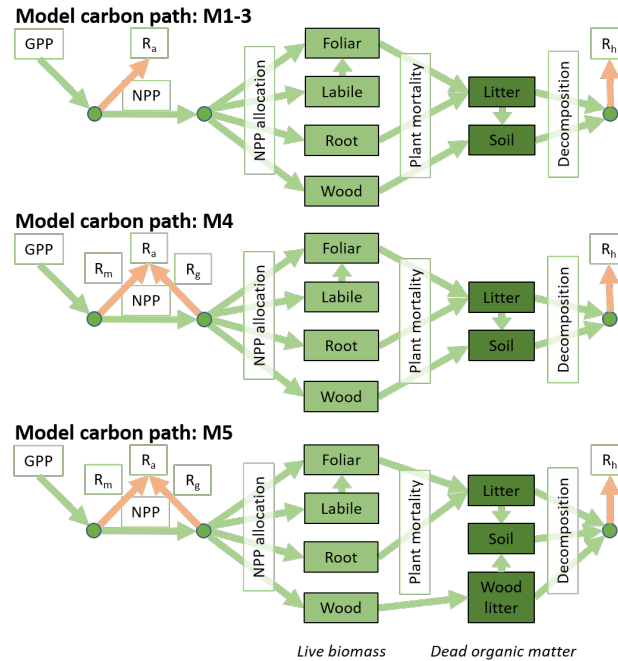 Model carbon path: M1-3
GPP
Ra
NPP
NPP allocation
Foliar
Labile
Root
Wood
Plant mortality
Litter
Soil
Decomposition
Rh
Model carbon path: M4
GPP
Rm
Ra
Rg
NPP
NPP allocation
Foliar
Labile
Root
Wood
Plant mortality
Litter
Soil
Decomposition
Rh
Model carbon path: M5
GPP
Rm
Ra
Rg
NPP
NPP allocation
Foliar
Labile
Root
Wood
Plant mortality
Litter
Soil
Wood
litter
Decomposition
Rh
Live biomass
Dead organic matter